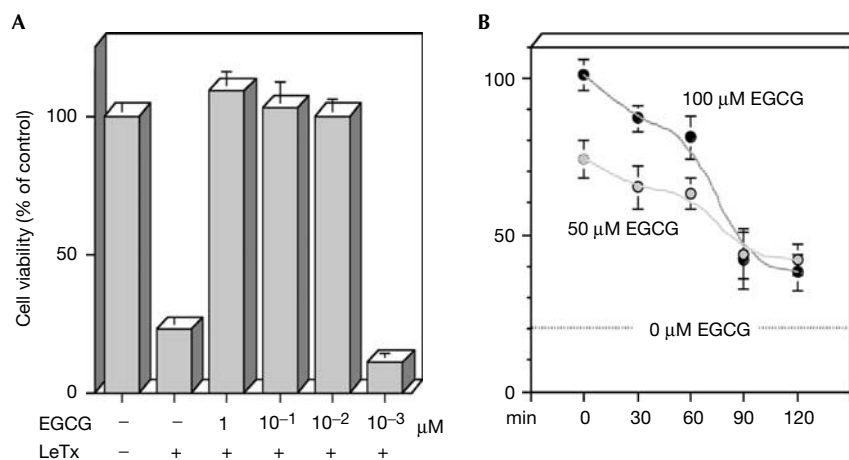 A
Cell viability (% of control)
100
50
0
EGCG – – 1 10⁻¹ 10⁻² 10⁻³ μM
LeTx – + + + + +
B
100
50
0
100 μM EGCG
50 μM EGCG
0 μM EGCG
min 0 30 60 90 120